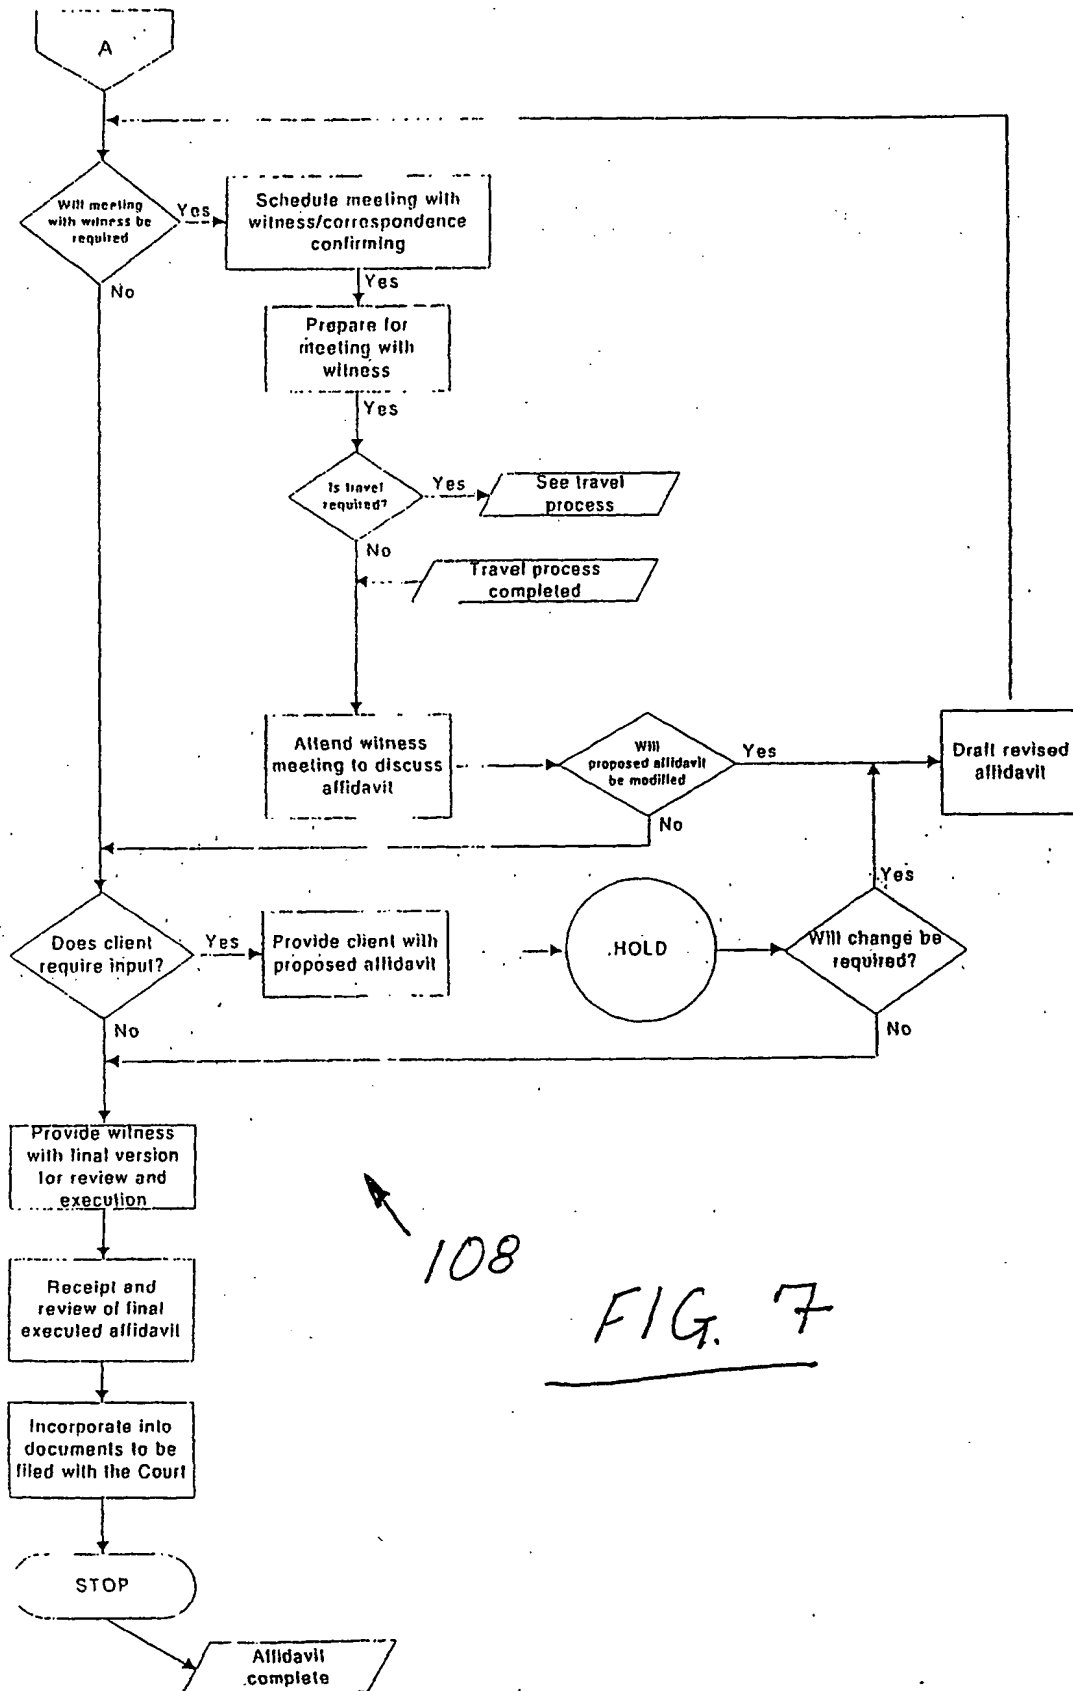 A
Will meeting
with witness be
required
Yes
Schedule meeting with
witness/correspondence
confirming
No
Yes
Prepare for
meeting with
witness
Yes
Is travel
required?
Yes
See travel
process
No
Travel process
completed
Attend witness
meeting to discuss
affidavit
Will
proposed affidavit
be modified
Yes
Draft revised
affidavit
No
Yes
Does client
require input?
Yes
Provide client with
proposed affidavit
HOLD
Will change be
required?
No
No
Provide witness
with final version
for review and
execution
108
Receipt and
review of final
executed affidavit
FIG. 7
Incorporate into
documents to be
filed with the Court
STOP
Affidavit
complete